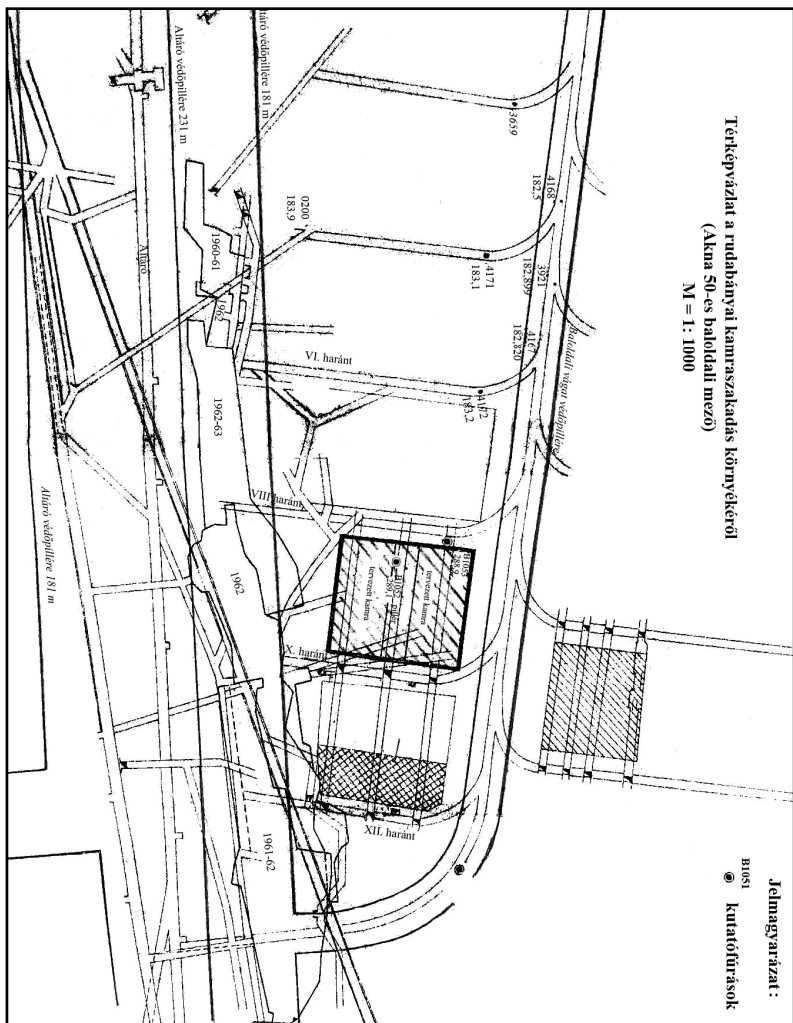 Térképvázlat a rudabányai kamraszakadás környékéről
(Akna 50-es baloldali mező)
M = 1: 1000
Jelmagyarázat :
B1051
kutatófúrások
Altáró védőpillére 231 m
Altáró védőpillére 181 m
3659
4168
182,5
3921
182,899
182,820
Baloldali vágat védőpillére
0200
183,9
4171
183,1
4172
183,2
1960-61
1962
Altáró
VI. haránt
1962-63
VIII haránt
288,9
tervezett kamra
pillér
tervezett kamra
1962
X. haránt
Altáró védőpillére 181 m
XII. haránt
1961-62